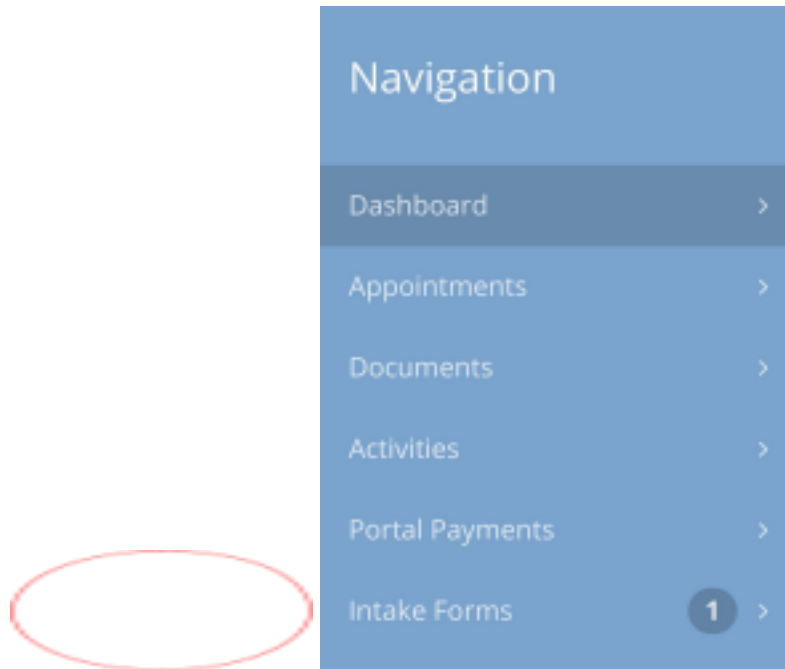 Navigation
Dashboard
Appointments
Documents
Activities
Portal Payments
Intake Forms 1